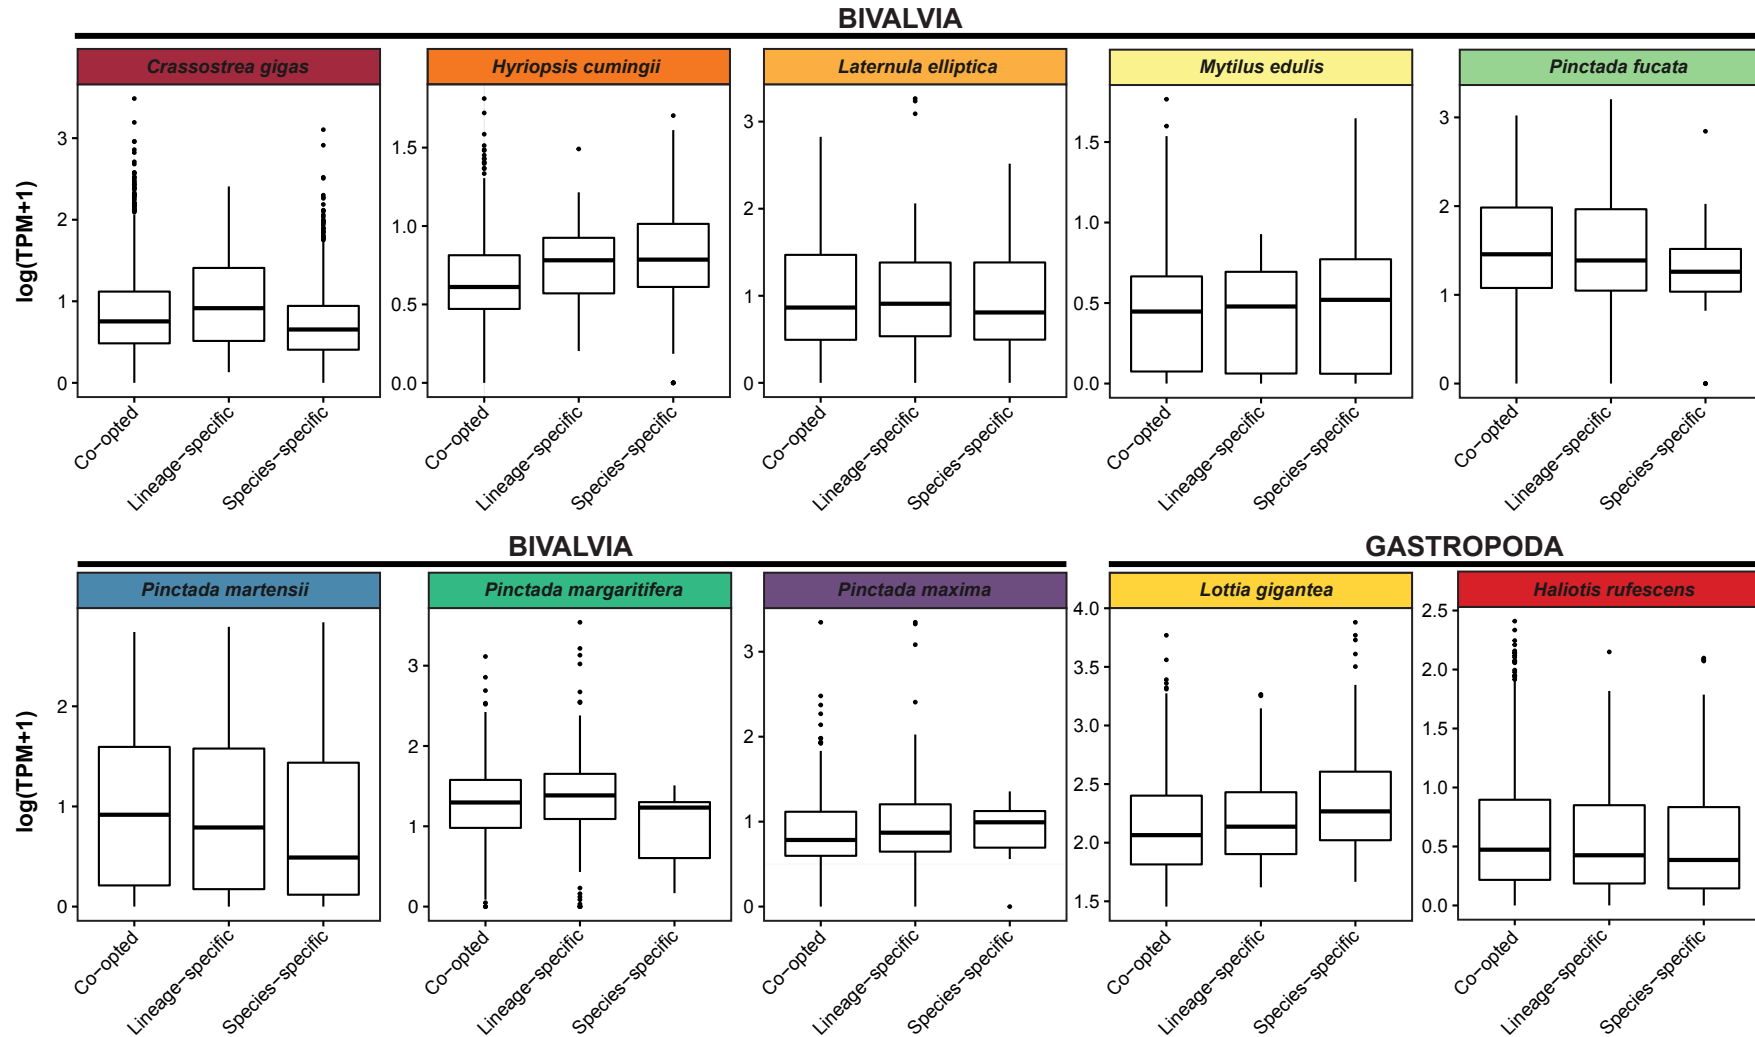 BIVALVIA
Crassostrea gigas
Hyriopsis cumingii
Laternula elliptica
Mytilus edulis
Pinctada fucata
log(TPM+1)
3
2
1
0
Co−opted
Lineage−specific
Species−specific
1.5
1.0
0.5
0.0
Co−opted
Lineage−specific
Species−specific
3
2
1
0
Co−opted
Lineage−specific
Species−specific
1.5
1.0
0.5
0.0
Co−opted
Lineage−specific
Species−specific
3
2
1
0
Co−opted
Lineage−specific
Species−specific
BIVALVIA
GASTROPODA
Pinctada martensii
Pinctada margaritifera
Pinctada maxima
Lottia gigantea
Haliotis rufescens
log(TPM+1)
2
1
0
Co−opted
Lineage−specific
Species−specific
3
2
1
0
Co−opted
Lineage−specific
Species−specific
3
2
1
0
Co−opted
Lineage−specific
Species−specific
4.0
3.5
3.0
2.5
2.0
1.5
Co−opted
Lineage−specific
Species−specific
2.5
2.0
1.5
1.0
0.5
0.0
Co−opted
Lineage−specific
Species−specific